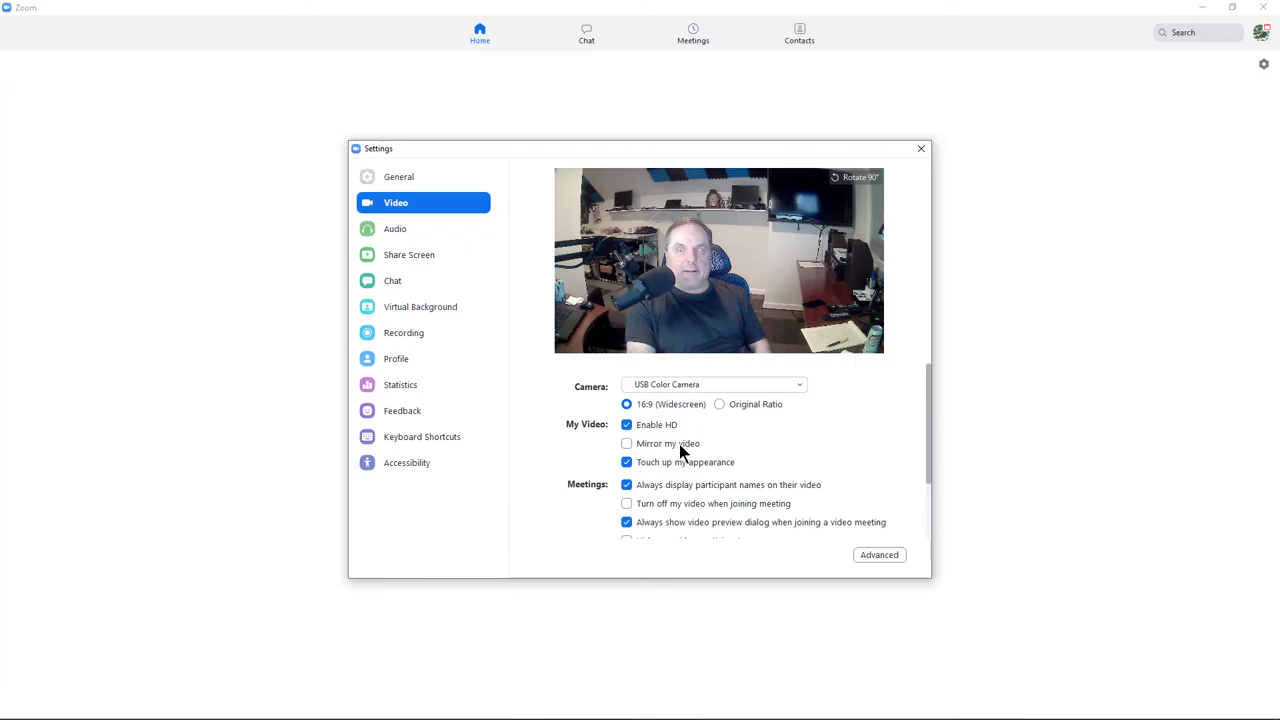 Zoom
Home
Chat
Meetings
Contacts
Search
Settings
General
Video
Audio
Share Screen
Chat
Virtual Background
Recording
Profile
Statistics
Feedback
Keyboard Shortcuts
Accessibility
Rotate 90°
Camera: USB Color Camera
16:9 (Widescreen) Original Ratio
My Video: Enable HD
Mirror my video
Touch up my appearance
Meetings: Always display participant names on their video
Turn off my video when joining meeting
Always show video preview dialog when joining a video meeting
Advanced